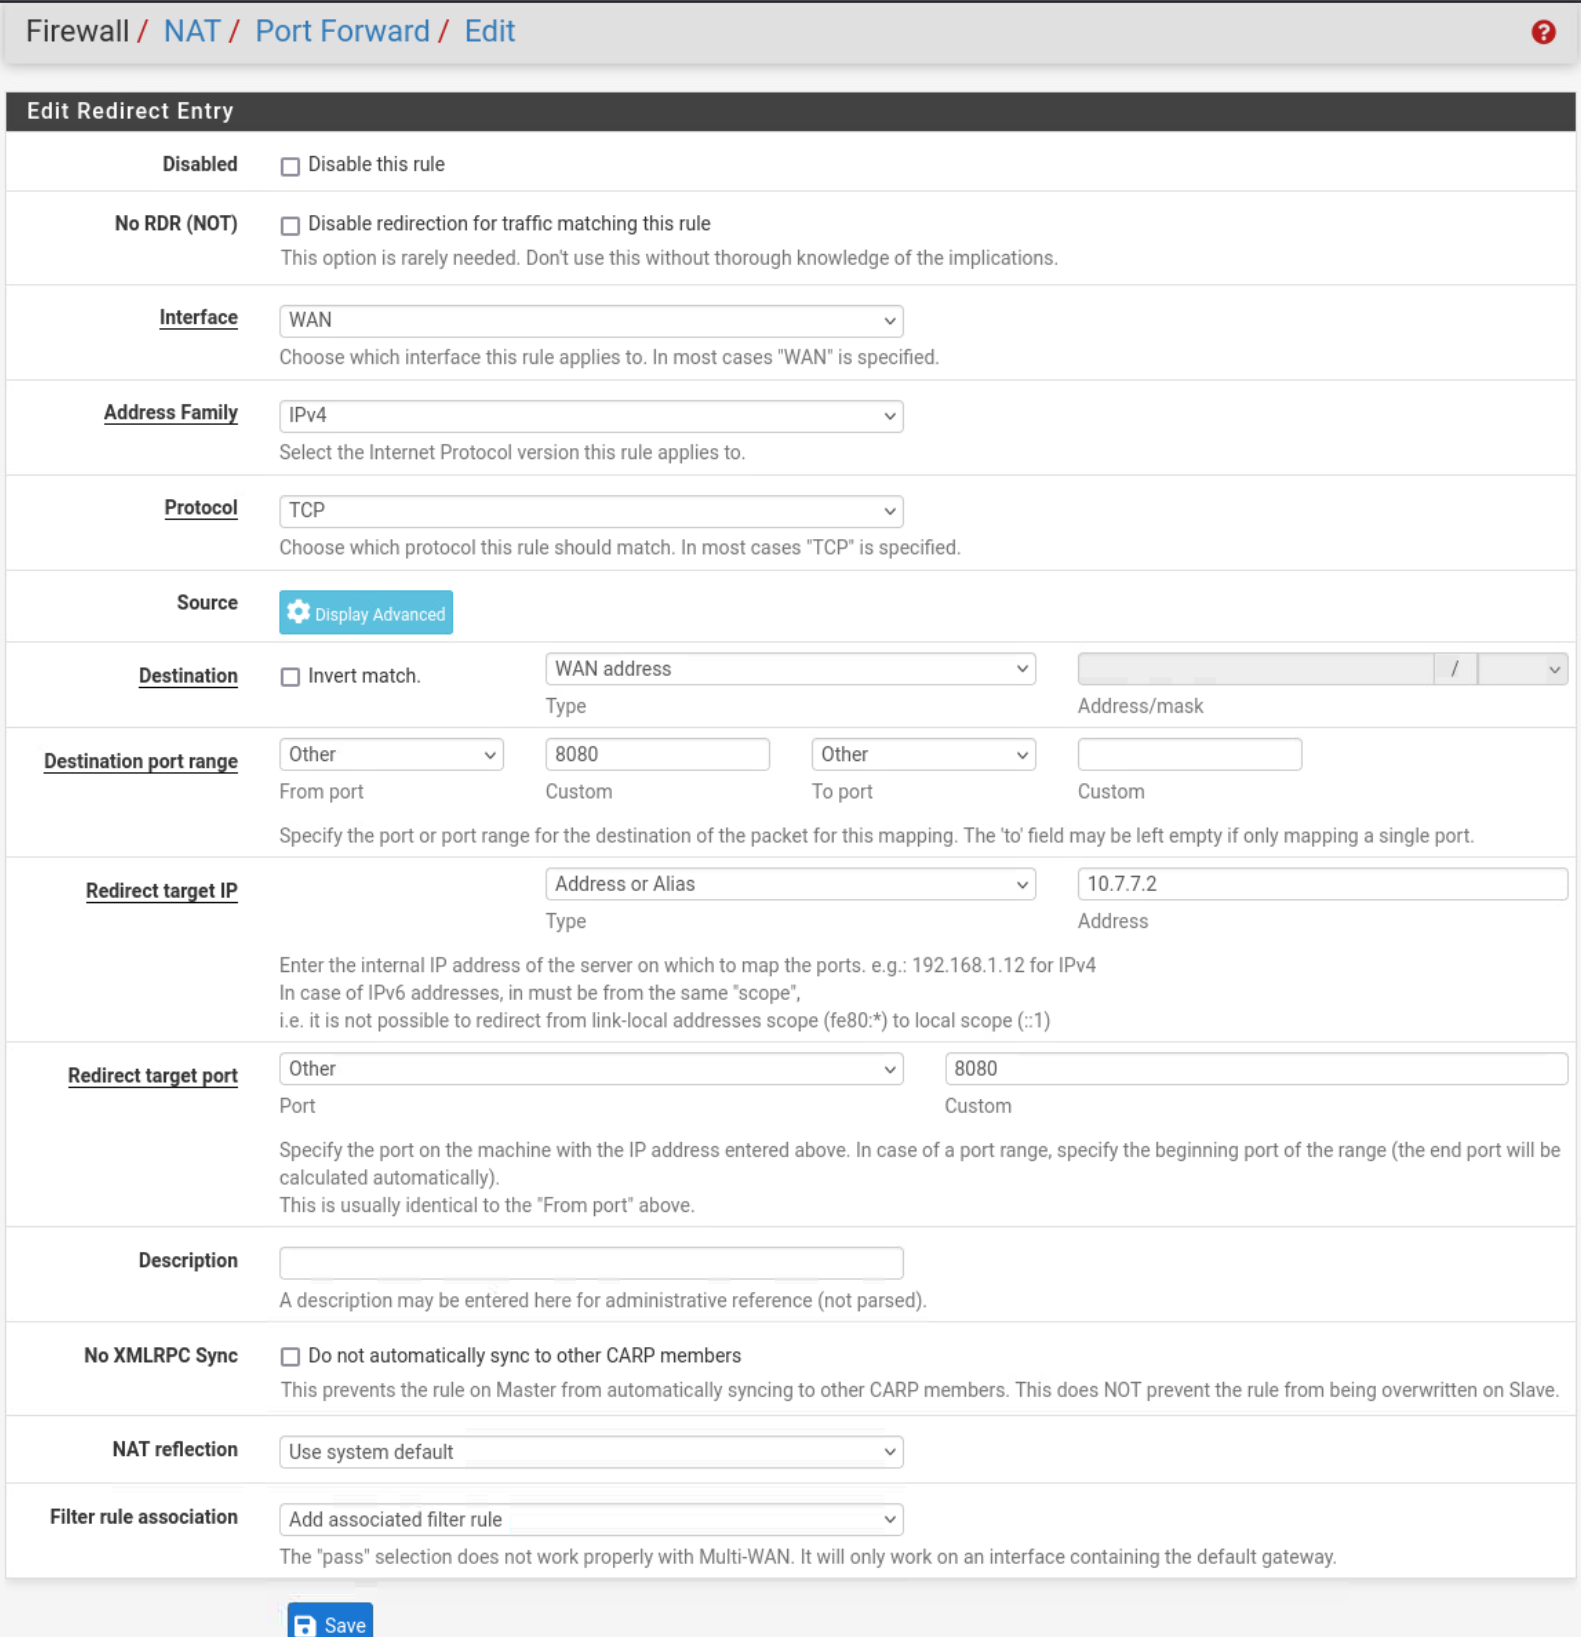 Firewall / NAT / Port Forward / Edit
Edit Redirect Entry
Disabled Disable this rule
No RDR (NOT) Disable redirection for traffic matching this rule
This option is rarely needed. Don't use this without thorough knowledge of the implications.
Interface WAN
Choose which interface this rule applies to. In most cases "WAN" is specified.
Address Family IPv4
Select the Internet Protocol version this rule applies to.
Protocol TCP
Choose which protocol this rule should match. In most cases "TCP" is specified.
Source Display Advanced
Destination Invert match. WAN address /
Type Address/mask
Destination port range Other 8080 Other
From port Custom To port Custom
Specify the port or port range for the destination of the packet for this mapping. The 'to' field may be left empty if only mapping a single port.
Redirect target IP Address or Alias 10.7.7.2
Type Address
Enter the internal IP address of the server on which to map the ports. e.g.: 192.168.1.12 for IPv4
In case of IPv6 addresses, in must be from the same "scope",
i.e. it is not possible to redirect from link-local addresses scope (fe80:*) to local scope (::1)
Redirect target port Other 8080
Port Custom
Specify the port on the machine with the IP address entered above. In case of a port range, specify the beginning port of the range (the end port will be
calculated automatically).
This is usually identical to the "From port" above.
Description
A description may be entered here for administrative reference (not parsed).
No XMLRPC Sync Do not automatically sync to other CARP members
This prevents the rule on Master from automatically syncing to other CARP members. This does NOT prevent the rule from being overwritten on Slave.
NAT reflection Use system default
Filter rule association Add associated filter rule
The "pass" selection does not work properly with Multi-WAN. It will only work on an interface containing the default gateway.
Save